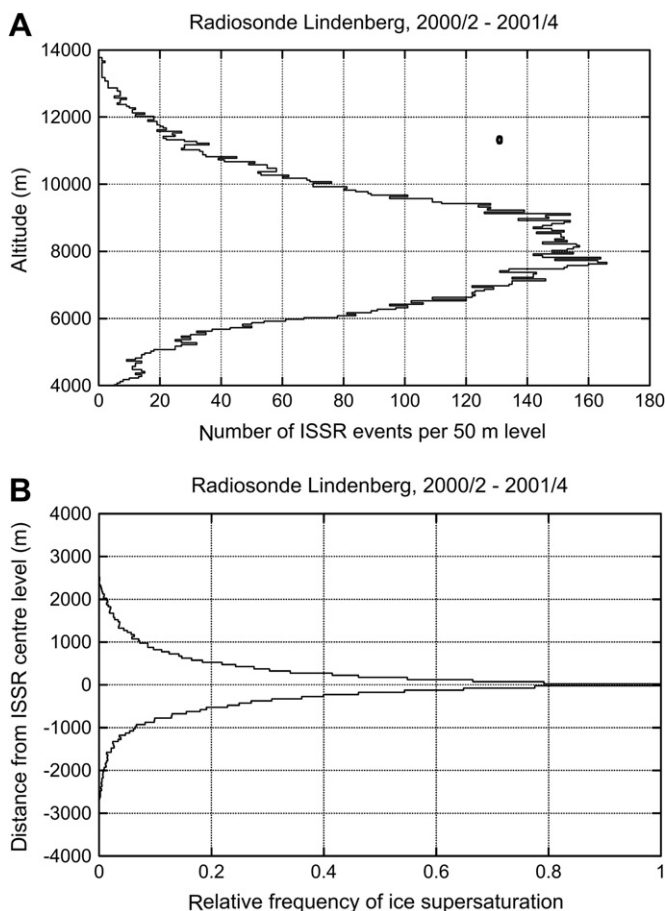 A
Radiosonde Lindenberg, 2000/2 - 2001/4
Altitude (m)
14000
12000
10000
8000
6000
4000
0 20 40 60 80 100 120 140 160 180
Number of ISSR events per 50 m level
B
Radiosonde Lindenberg, 2000/2 - 2001/4
Distance from ISSR centre level (m)
4000
3000
2000
1000
0
-1000
-2000
-3000
-4000
0 0.2 0.4 0.6 0.8 1
Relative frequency of ice supersaturation